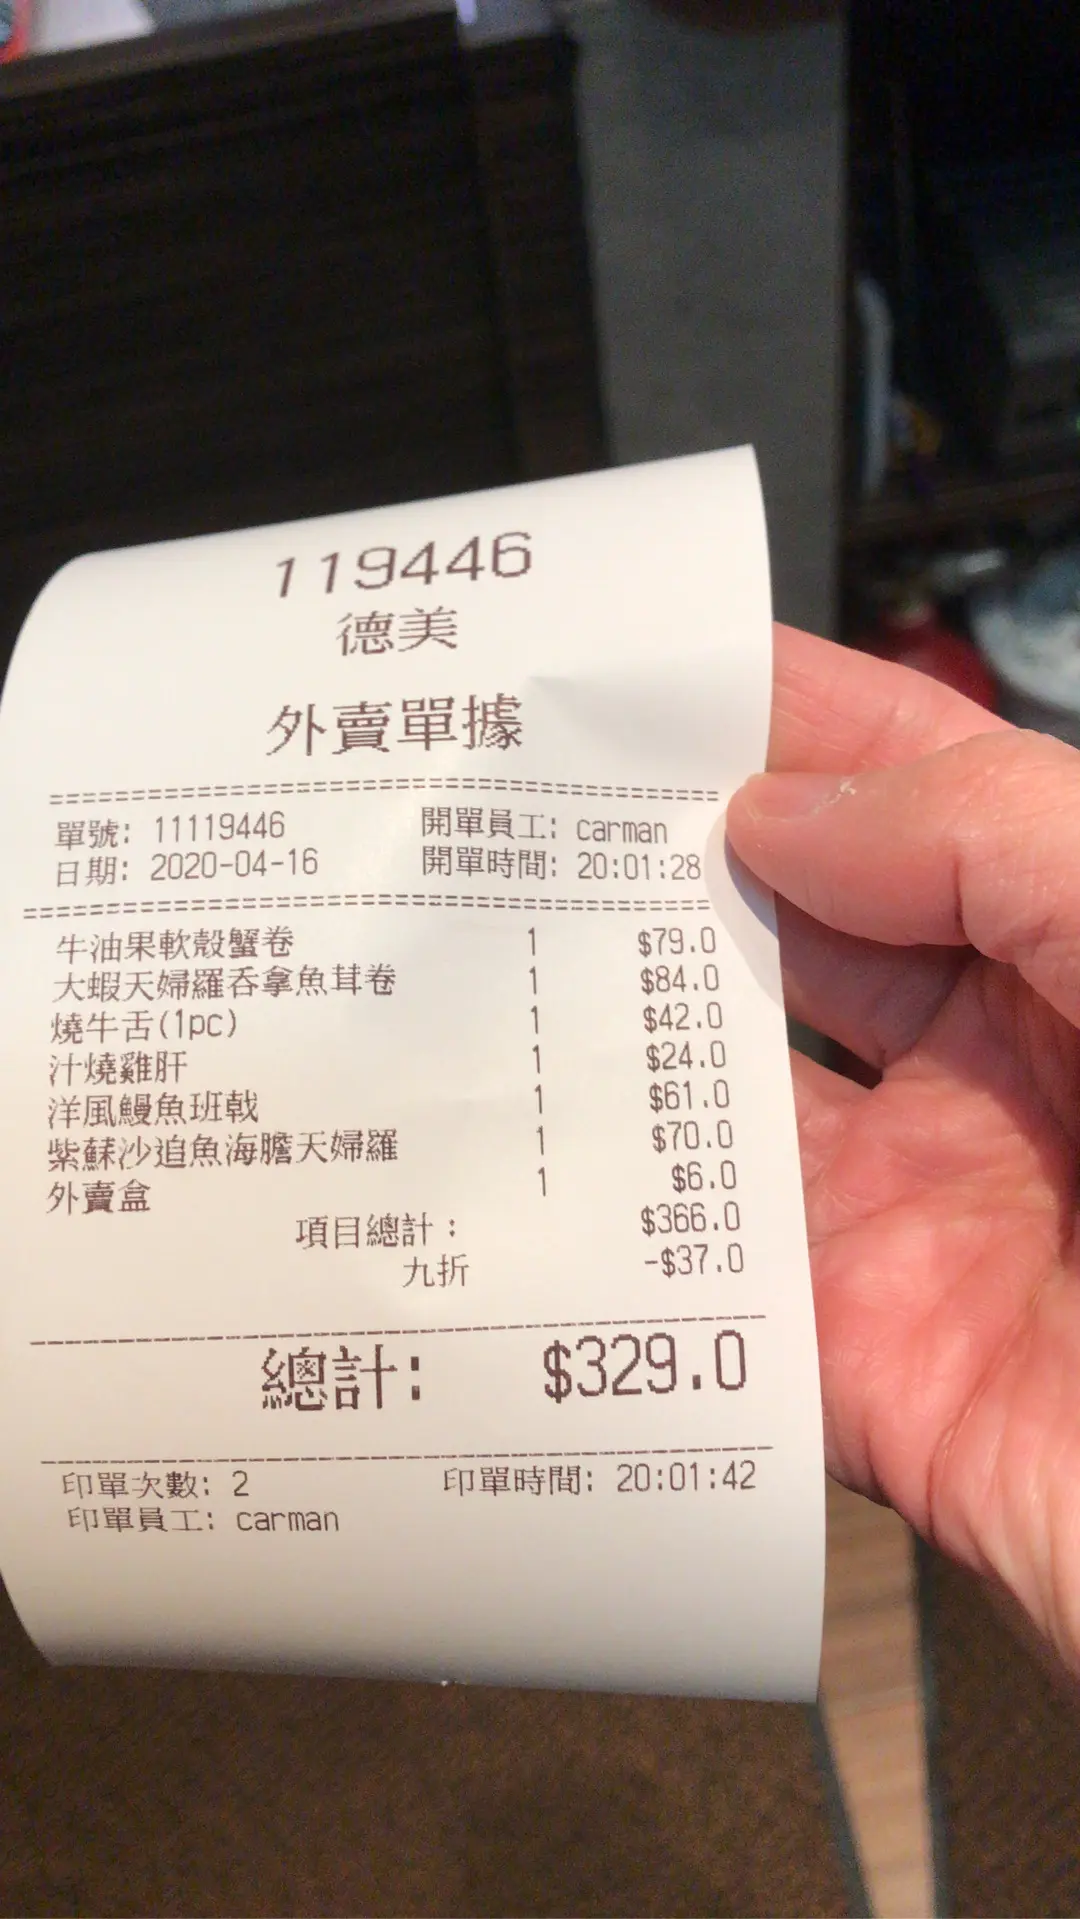 119446
德美
外賣單據
單號: 11119446 開單員工: carman
日期: 2020-04-16 開單時間: 20:01:28
牛油果軟殼蟹卷 1 $79.0
大蝦天婦羅吞拿魚茸卷 1 $84.0
燒牛舌(1pc) 1 $42.0
汁燒雞肝 1 $24.0
洋風鰻魚班戟 1 $61.0
紫蘇沙追魚海膽天婦羅 1 $70.0
外賣盒 1 $6.0
項目總計： $366.0
九折 -$37.0
總計: $329.0
印單次數: 2 印單時間: 20:01:42
印單員工: carman